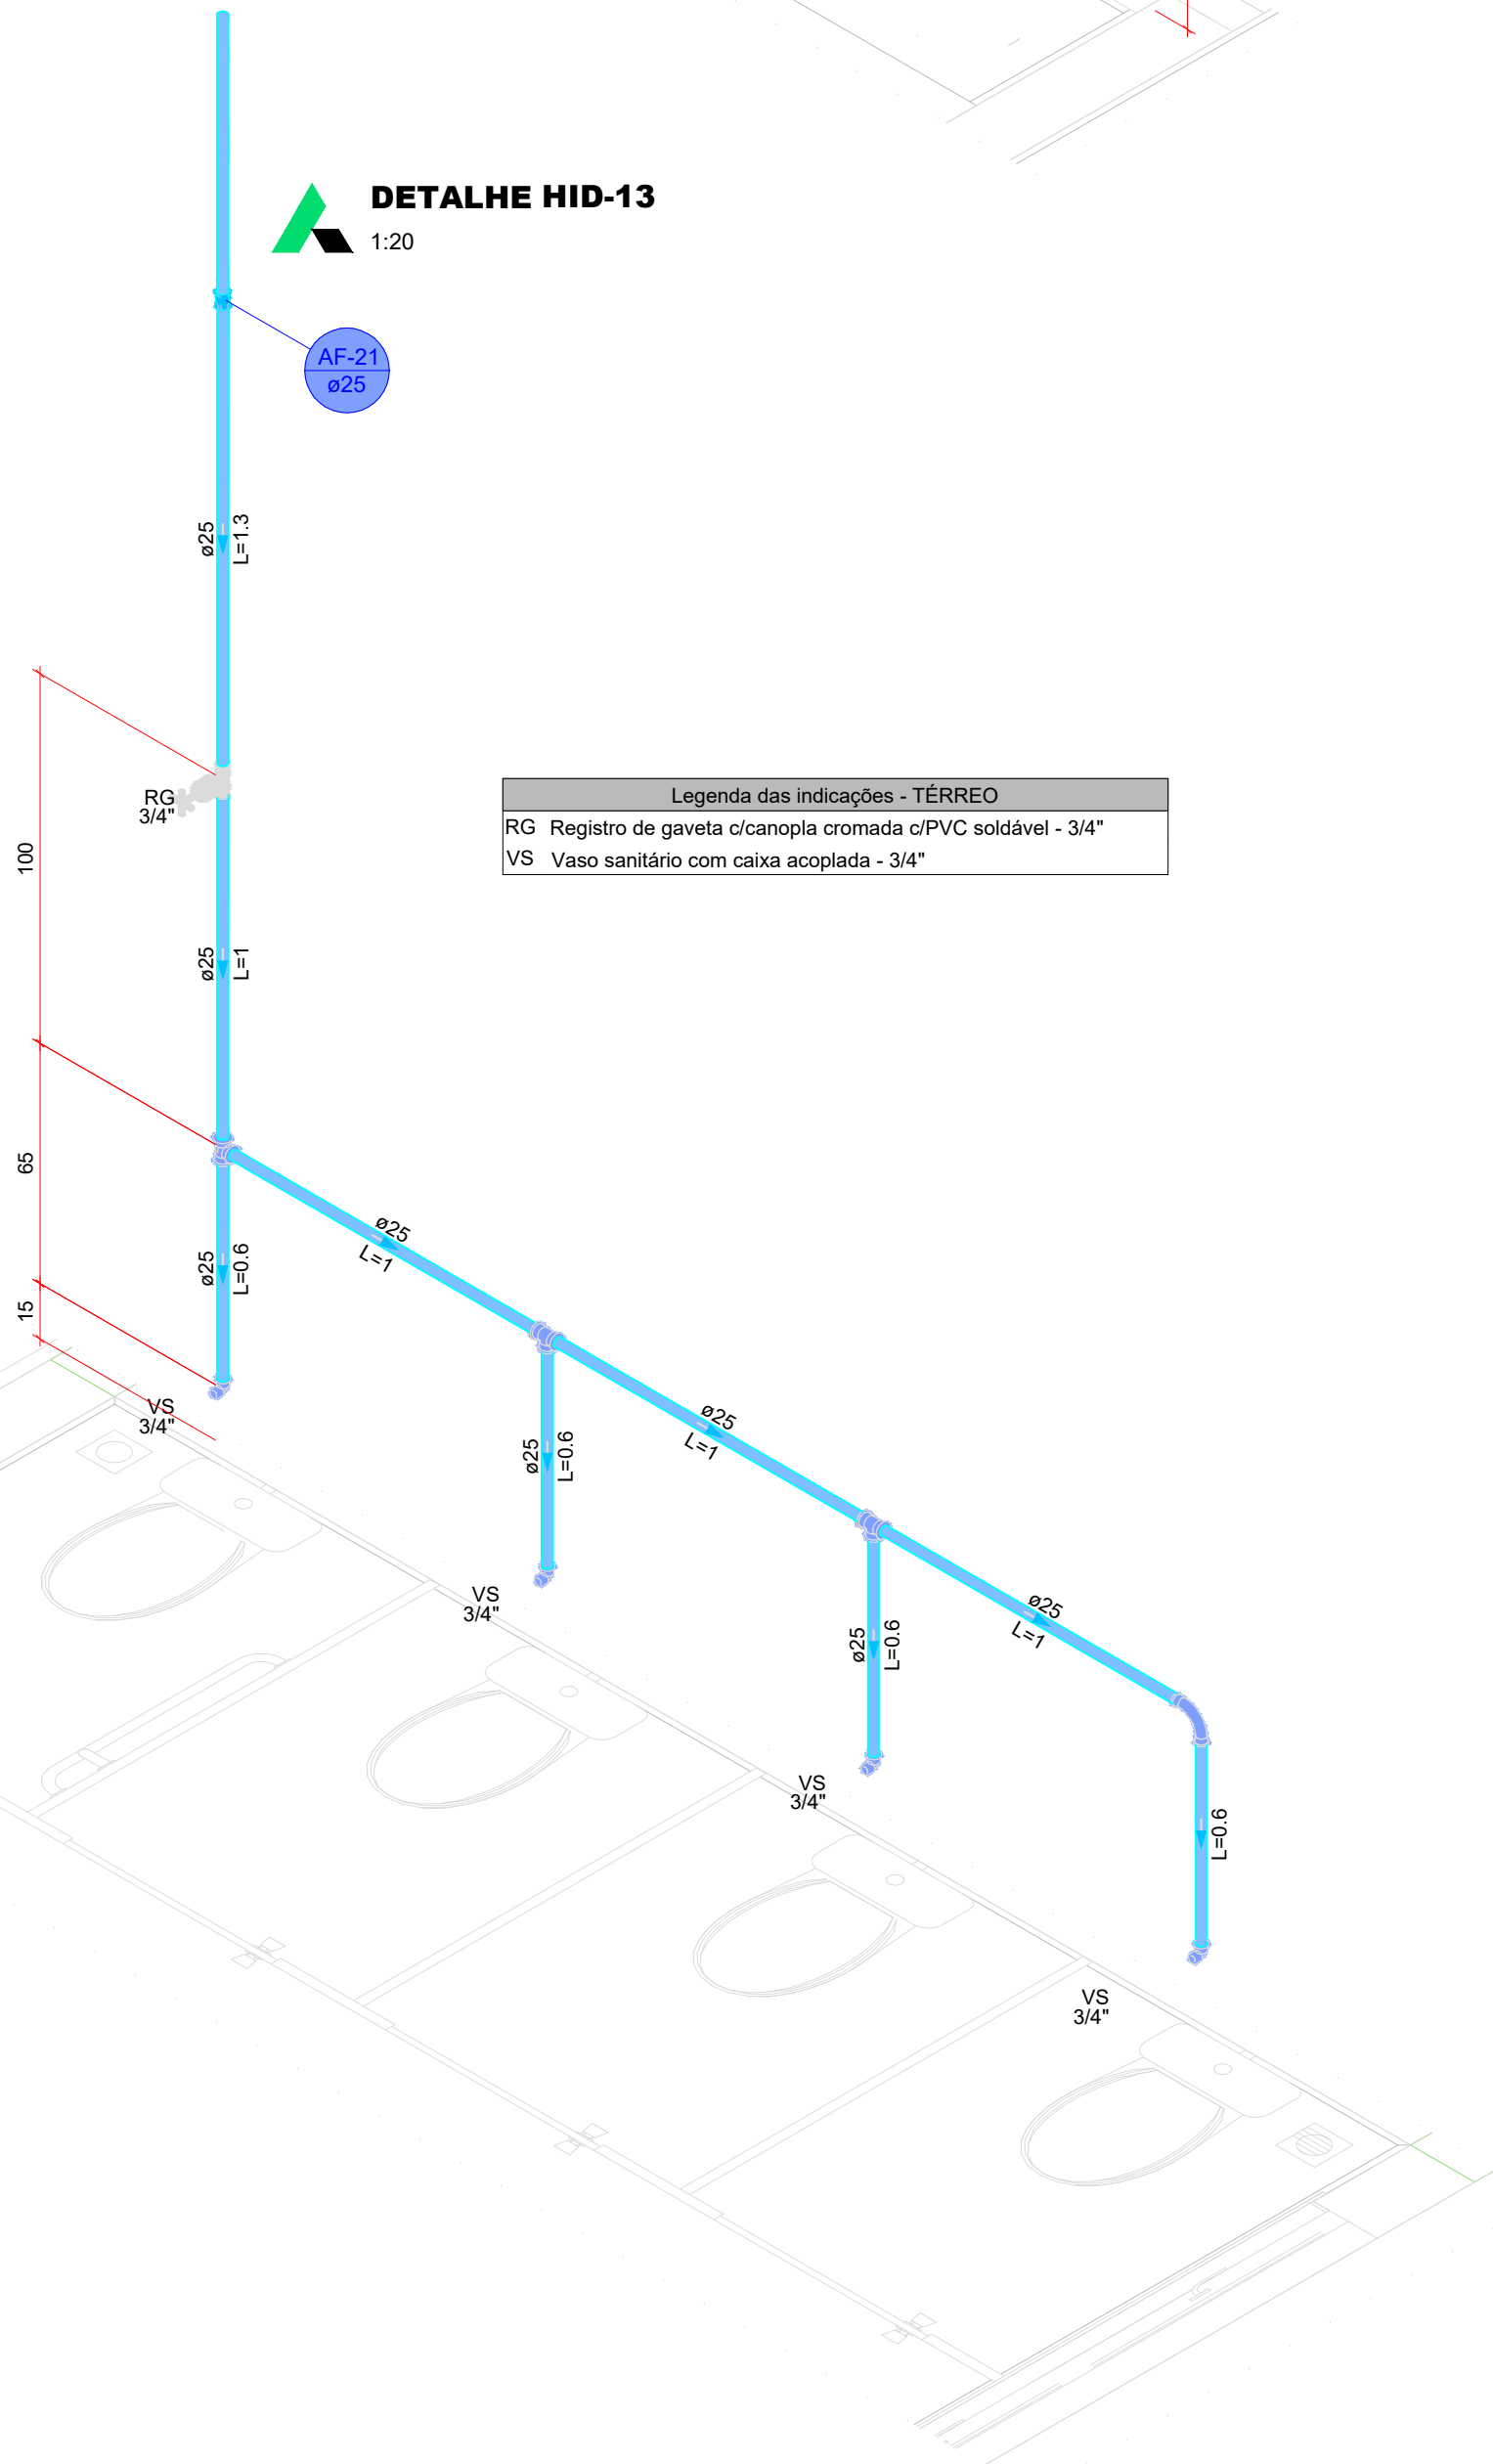 DETALHE HID-13
1:20
AF-21
ø25
ø25
L=1.3
RG
3/4"
100
Legenda das indicações - TÉRREO
RG Registro de gaveta c/canopla cromada c/PVC soldável - 3/4"
VS Vaso sanitário com caixa acoplada - 3/4"
ø25
L=1
65
ø25
L=1
ø25
L=0.6
15
VS
3/4"
ø25
L=1
ø25
L=0.6
VS
3/4"
ø25
L=1
ø25
L=0.6
VS
3/4"
L=0.6
VS
3/4"